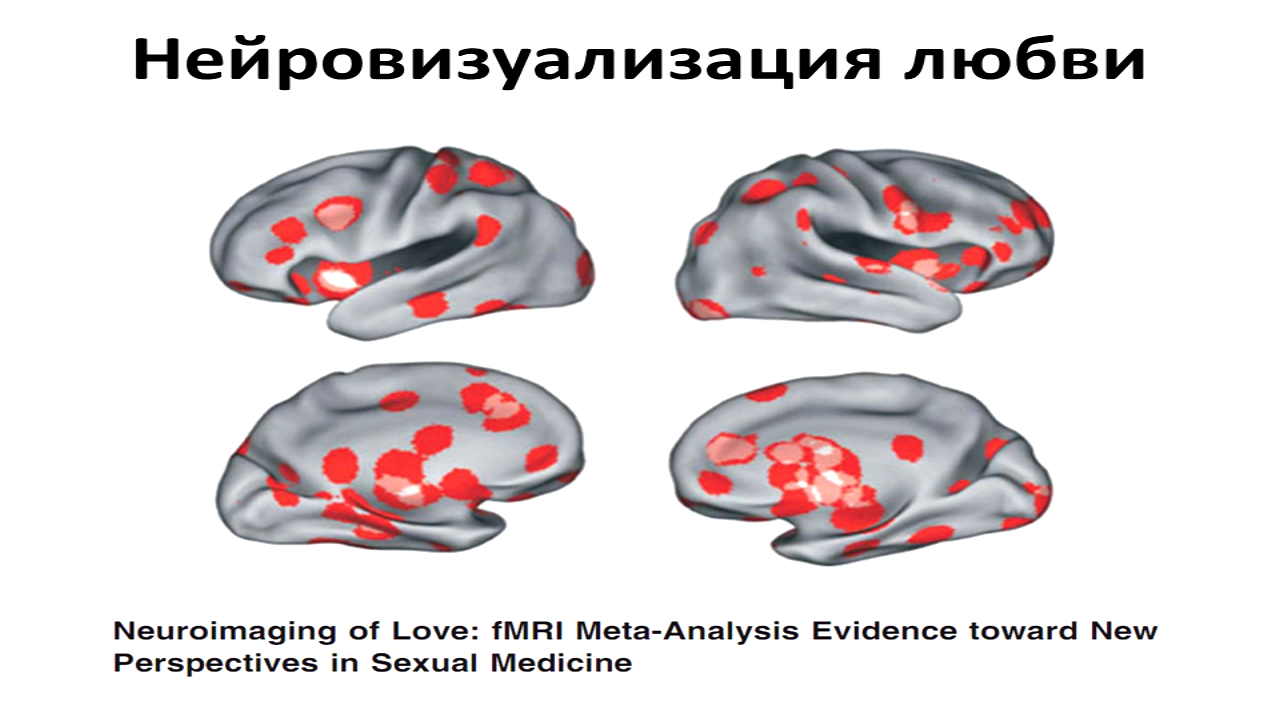 Нейровизуализация любви
Neuroimaging of Love: fMRI Meta-Analysis Evidence toward New
Perspectives in Sexual Medicine